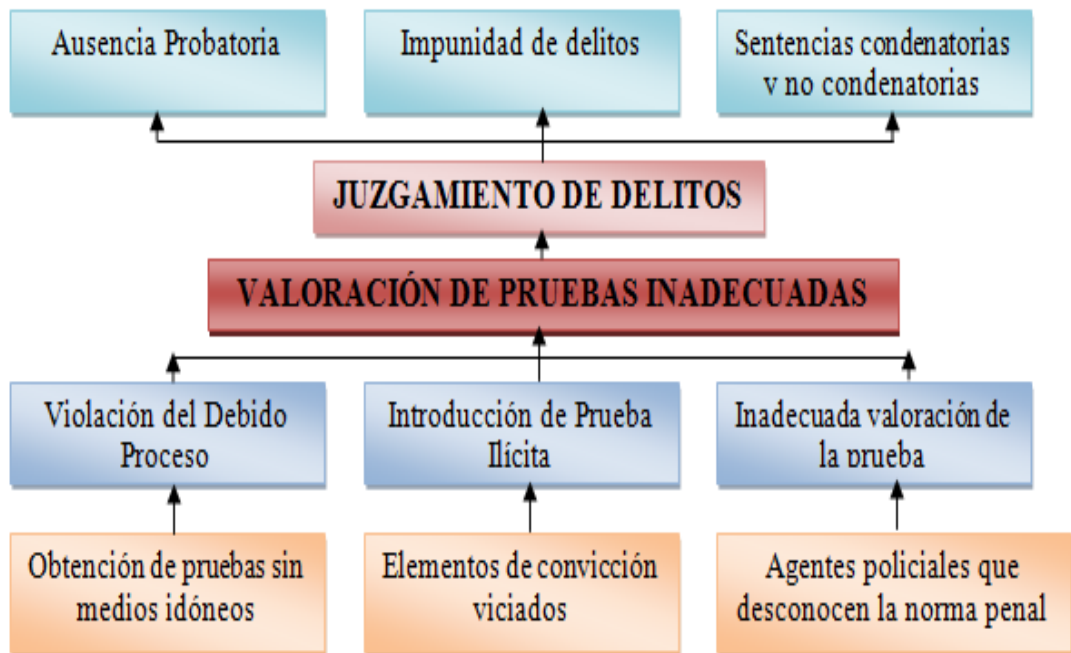 Ausencia Probatoria
Impunidad de delitos
Sentencias condenatorias
y no condenatorias
JUZGAMIENTO DE DELITOS
VALORACIÓN DE PRUEBAS INADECUADAS
Violación del Debido
Proceso
Introducción de Prueba
Ilícita
Inadecuada valoración de
la prueba
Obtención de pruebas sin
medios idóneos
Elementos de convicción
viciados
Agentes policiales que
desconocen la norma penal